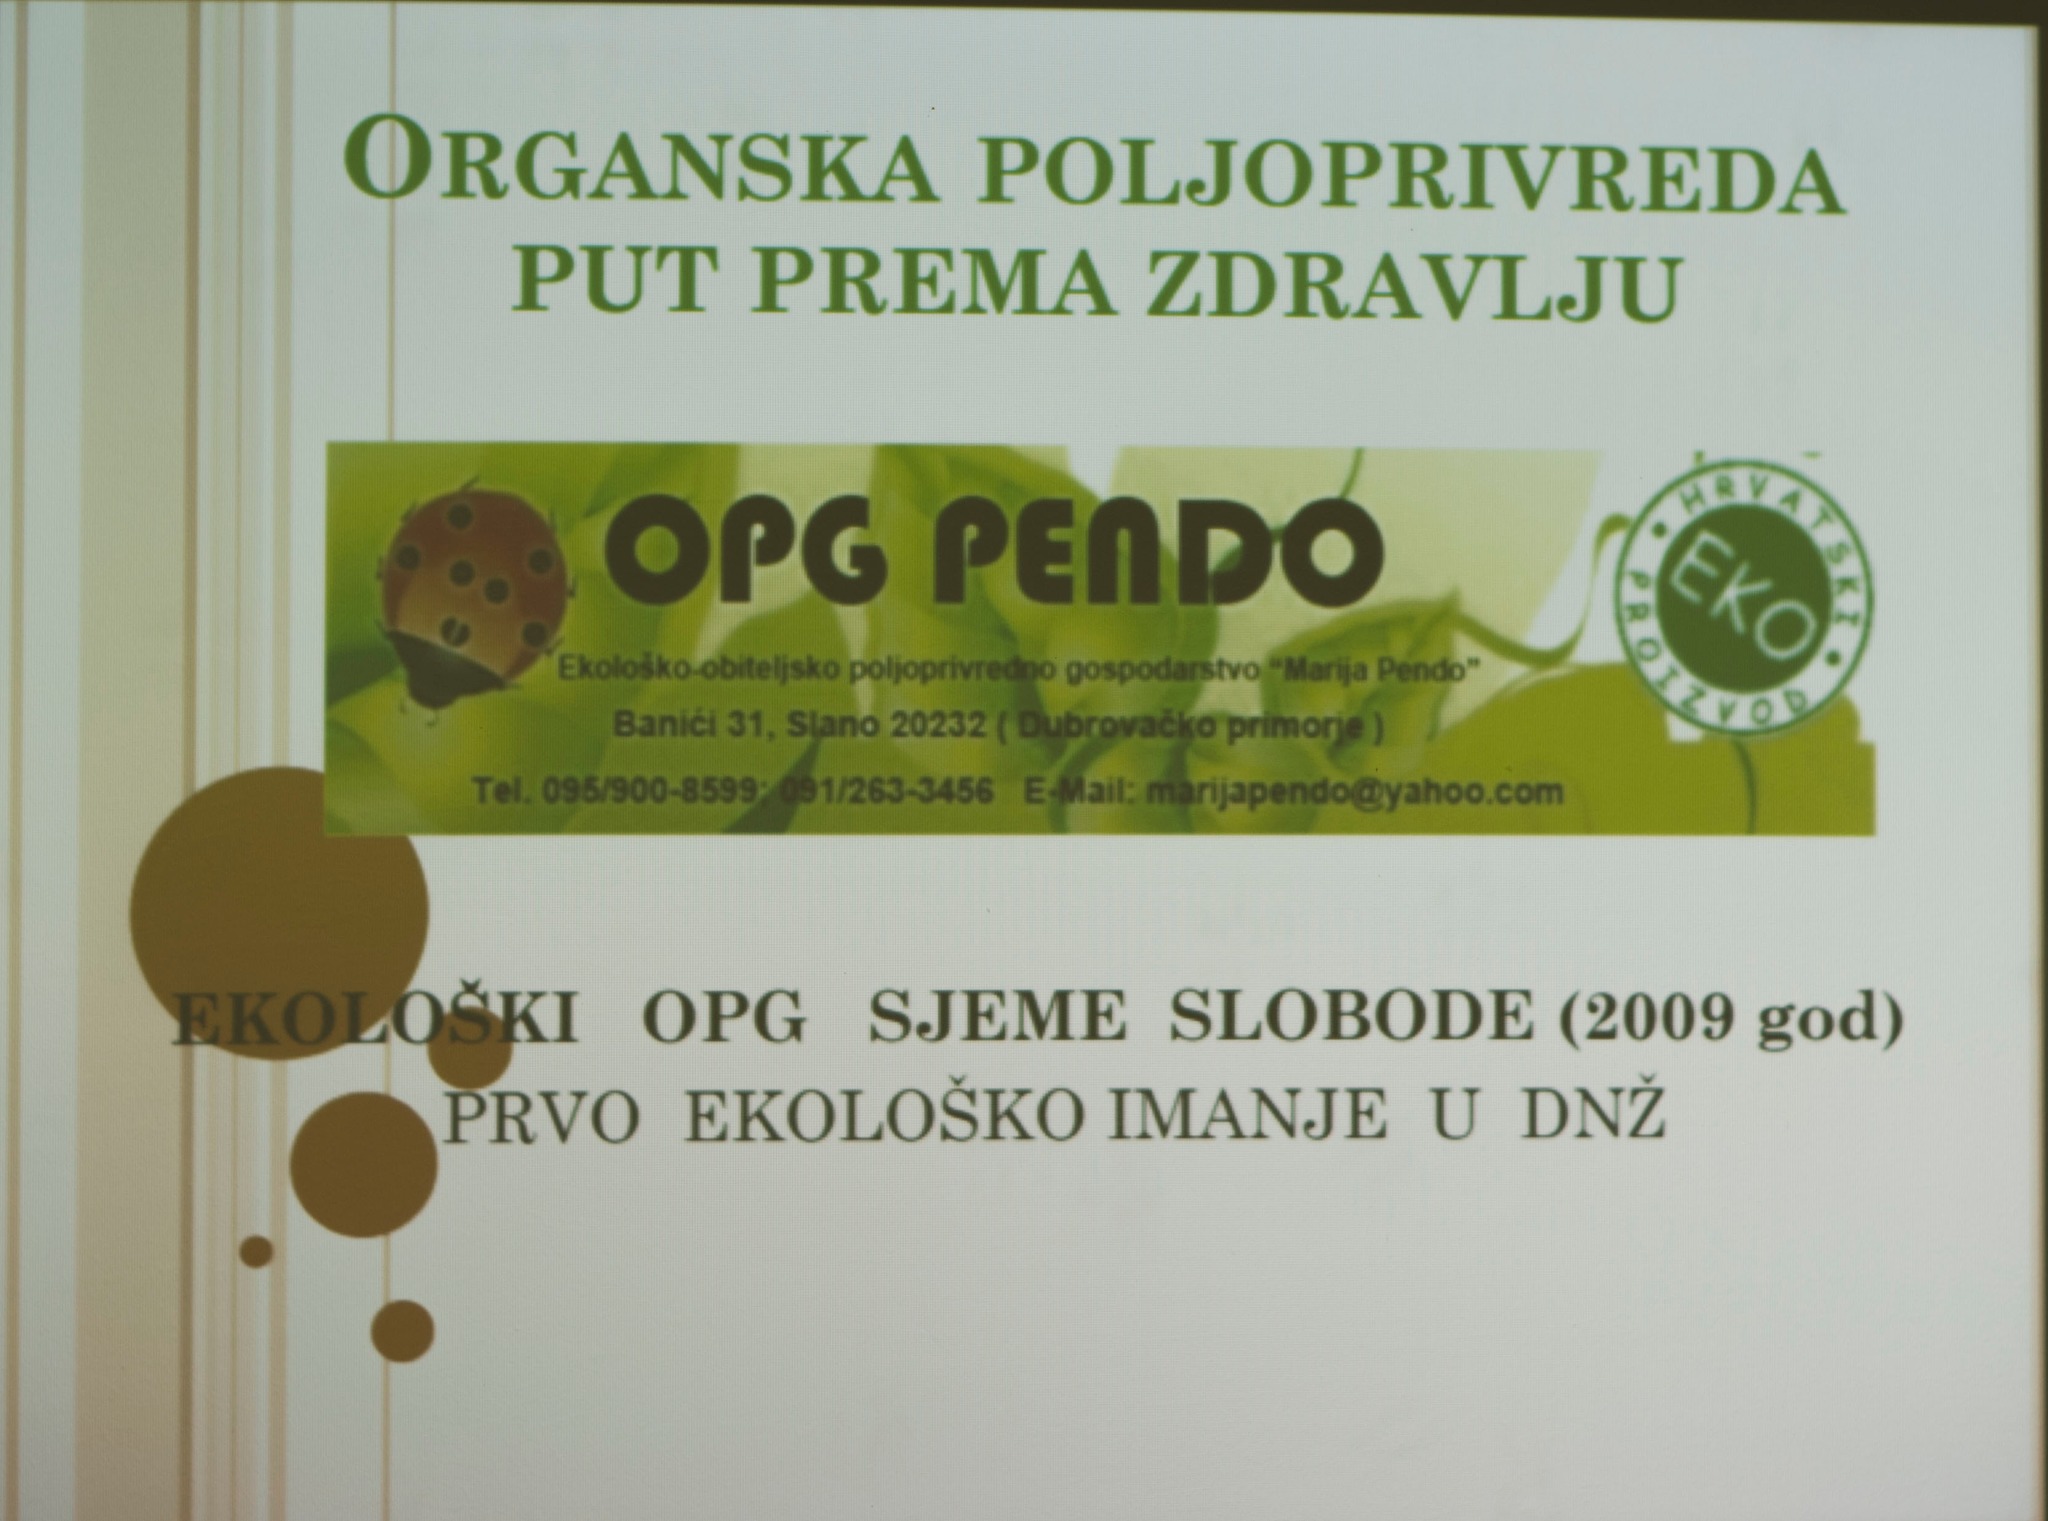 ORGANSKA POLJOPRIVREDA
PUT PREMA ZDRAVLJU
OPG PENDO
HRVATSKI
EKO
PROIZVOD
Ekološko-obiteljsko poljoprivredno gospodarstvo “Marija Pendo”
Banići 31, Slano 20232 ( Dubrovačko primorje )
Tel. 095/900-8599; 091/263-3456 E-Mail: marijapendo@yahoo.com
EKOLOŠKI OPG SJEME SLOBODE (2009 god)
PRVO EKOLOŠKO IMANJE U DNŽ